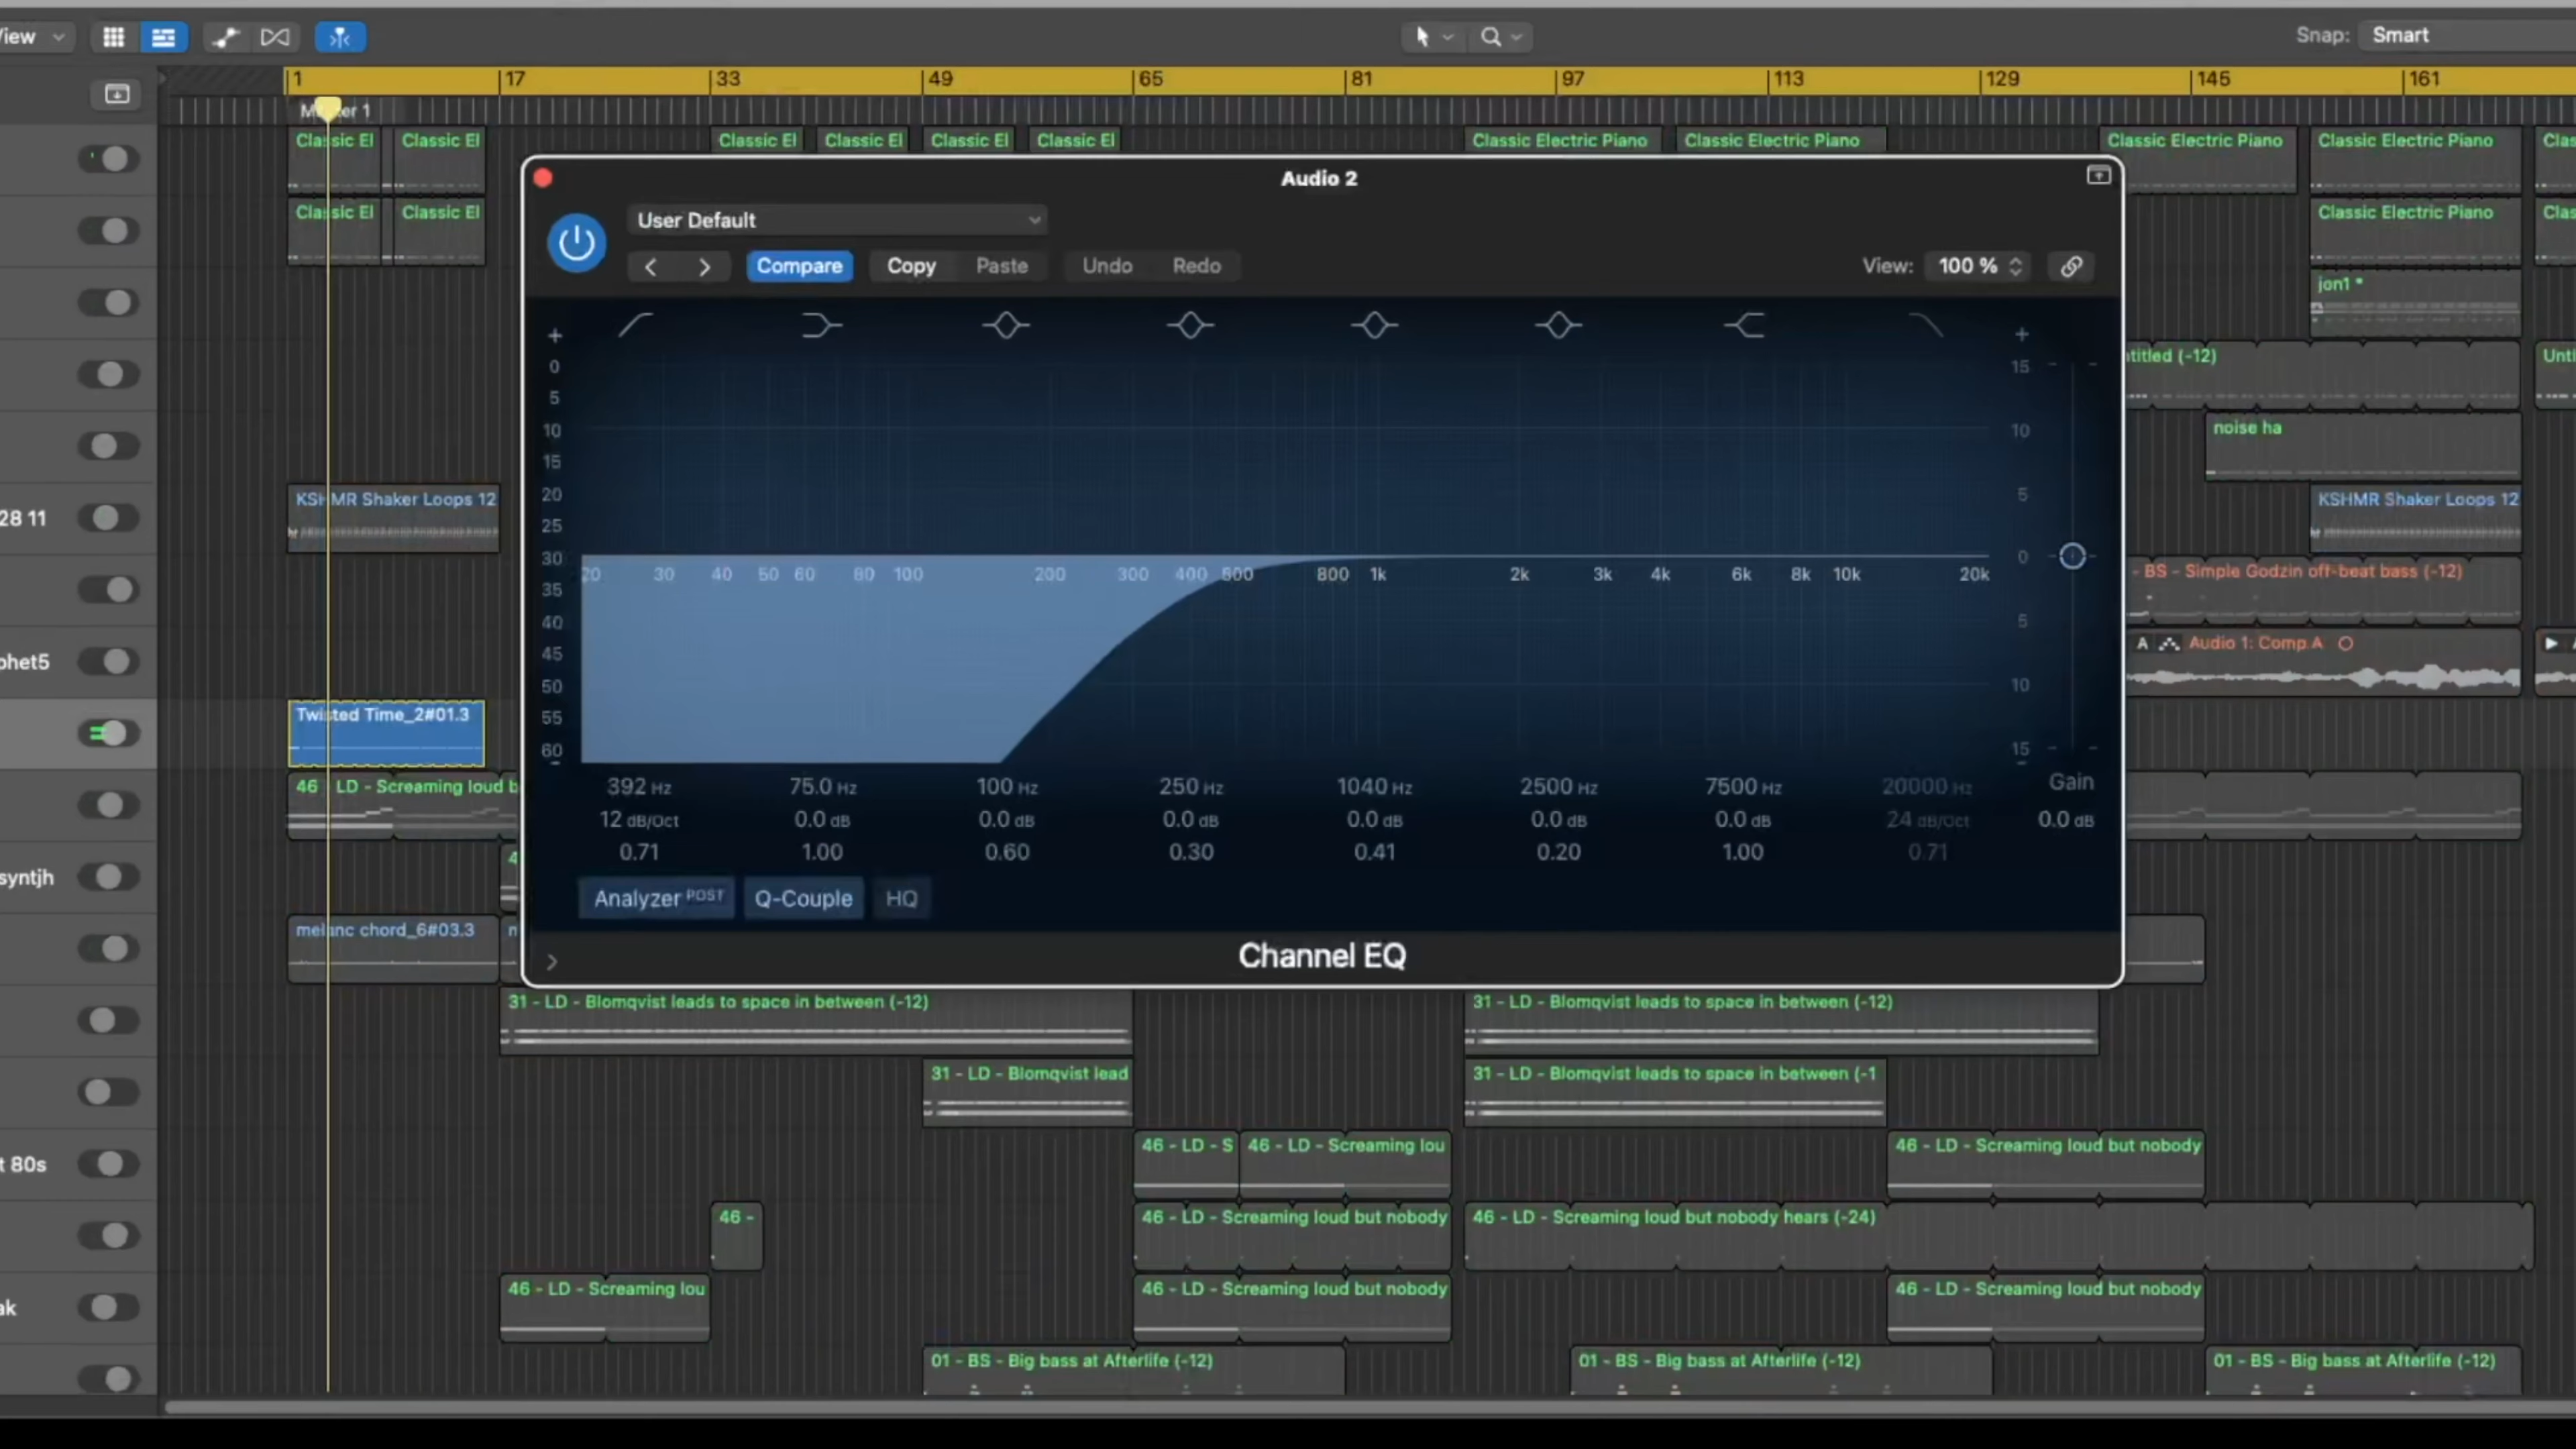 View
Snap: Smart
1 17 33 49 65 81 97 113 129 145 161
Classic El Classic El Classic El Classic El Classic El Classic El Classic Electric Piano Classic Electric Piano Classic Electric Piano Classic Electric Piano Clas
Audio 2
Classic El Classic El Classic Electric Piano Clas
User Default
Compare Copy Paste Undo Redo
View: 100 %
jon1 *
+ +
0 15
titled (-12) Unti
5
10 10
noise ha
15
20 5
28 11 KSHMR Shaker Loops 12 KSHMR Shaker Loops 12
25
30 0
20 30 40 50 60 80 100 200 300 400 600 800 1k 2k 3k 4k 6k 8k 10k 20k
- BS - Simple Godzin off-beat bass (-12)
35
40 5
45
phet5 A Audio 1: Comp A
50 10
Twisted Time_2#01.3
55
60 15
392 Hz 75.0 Hz 100 Hz 250 Hz 1040 Hz 2500 Hz 7500 Hz 20000 Hz Gain
46 LD - Screaming loud b
12 dB/Oct 0.0 dB 0.0 dB 0.0 dB 0.0 dB 0.0 dB 0.0 dB 24 dB/Oct 0.0 dB
0.71 1.00 0.60 0.30 0.41 0.20 1.00 0.71
syntjh 4
Analyzer POST Q-Couple HQ
melanc chord_6#03.3
Channel EQ
31 - LD - Blomqvist leads to space in between (-12) 31 - LD - Blomqvist leads to space in between (-12)
31 - LD - Blomqvist lead 31 - LD - Blomqvist leads to space in between (-1
t 80s 46 - LD - S 46 - LD - Screaming lou 46 - LD - Screaming loud but nobody
46 - 46 - LD - Screaming loud but nobody 46 - LD - Screaming loud but nobody hears (-24)
ak 46 - LD - Screaming lou 46 - LD - Screaming loud but nobody 46 - LD - Screaming loud but nobody
01 - BS - Big bass at Afterlife (-12) 01 - BS - Big bass at Afterlife (-12) 01 - BS - Big bass at Afterlife (-12)